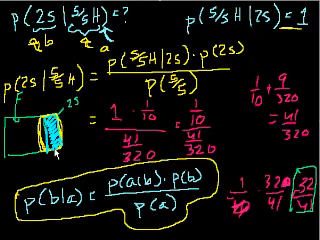 p(2S | 5/5 H) = ?
p(5/5 H | 2S) = 1
b a
p(2S | 5/5 H) = p(5/5 H | 2S) · p(2S) / p(5/5)
F
2S
= 1 · 1/10 / 41/320 = 1/10 / 41/320
1/10 + 9/320
= 41/320
p(b|a) = p(a|b) · p(b) / p(a)
1/10 · 320/41 = 32/41